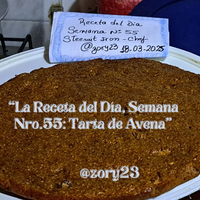 Receta del Día
Semana Nº 55
Steemit Iron-Chef
@zory23 18-03-2025
“La Receta del Día, Semana
Nro.55: Tarta de Avena”
@zory23